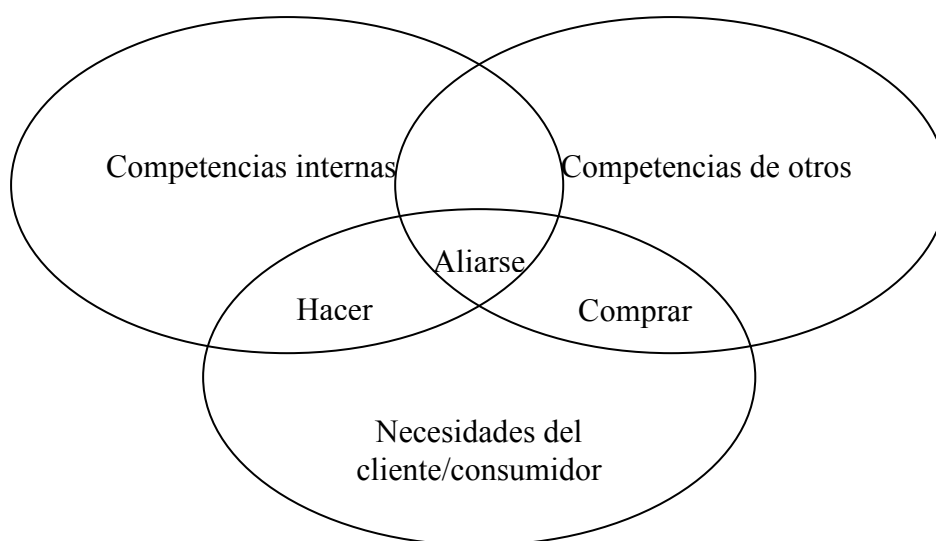 Competencias internas
Competencias de otros
Aliarse
Hacer
Comprar
Necesidades del
cliente/consumidor